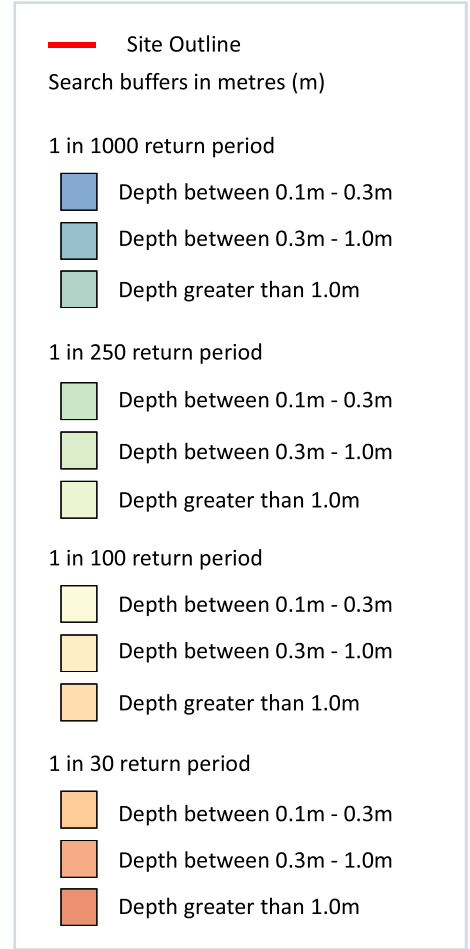 Site Outline
Search buffers in metres (m)
1 in 1000 return period
Depth between 0.1m - 0.3m
Depth between 0.3m - 1.0m
Depth greater than 1.0m
1 in 250 return period
Depth between 0.1m - 0.3m
Depth between 0.3m - 1.0m
Depth greater than 1.0m
1 in 100 return period
Depth between 0.1m - 0.3m
Depth between 0.3m - 1.0m
Depth greater than 1.0m
1 in 30 return period
Depth between 0.1m - 0.3m
Depth between 0.3m - 1.0m
Depth greater than 1.0m